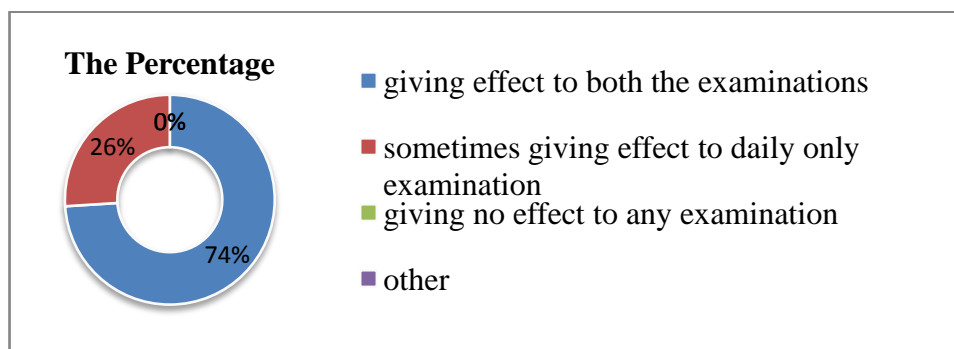 The Percentage
0%
26%
74%
giving effect to both the examinations
sometimes giving effect to daily only
examination
giving no effect to any examination
other